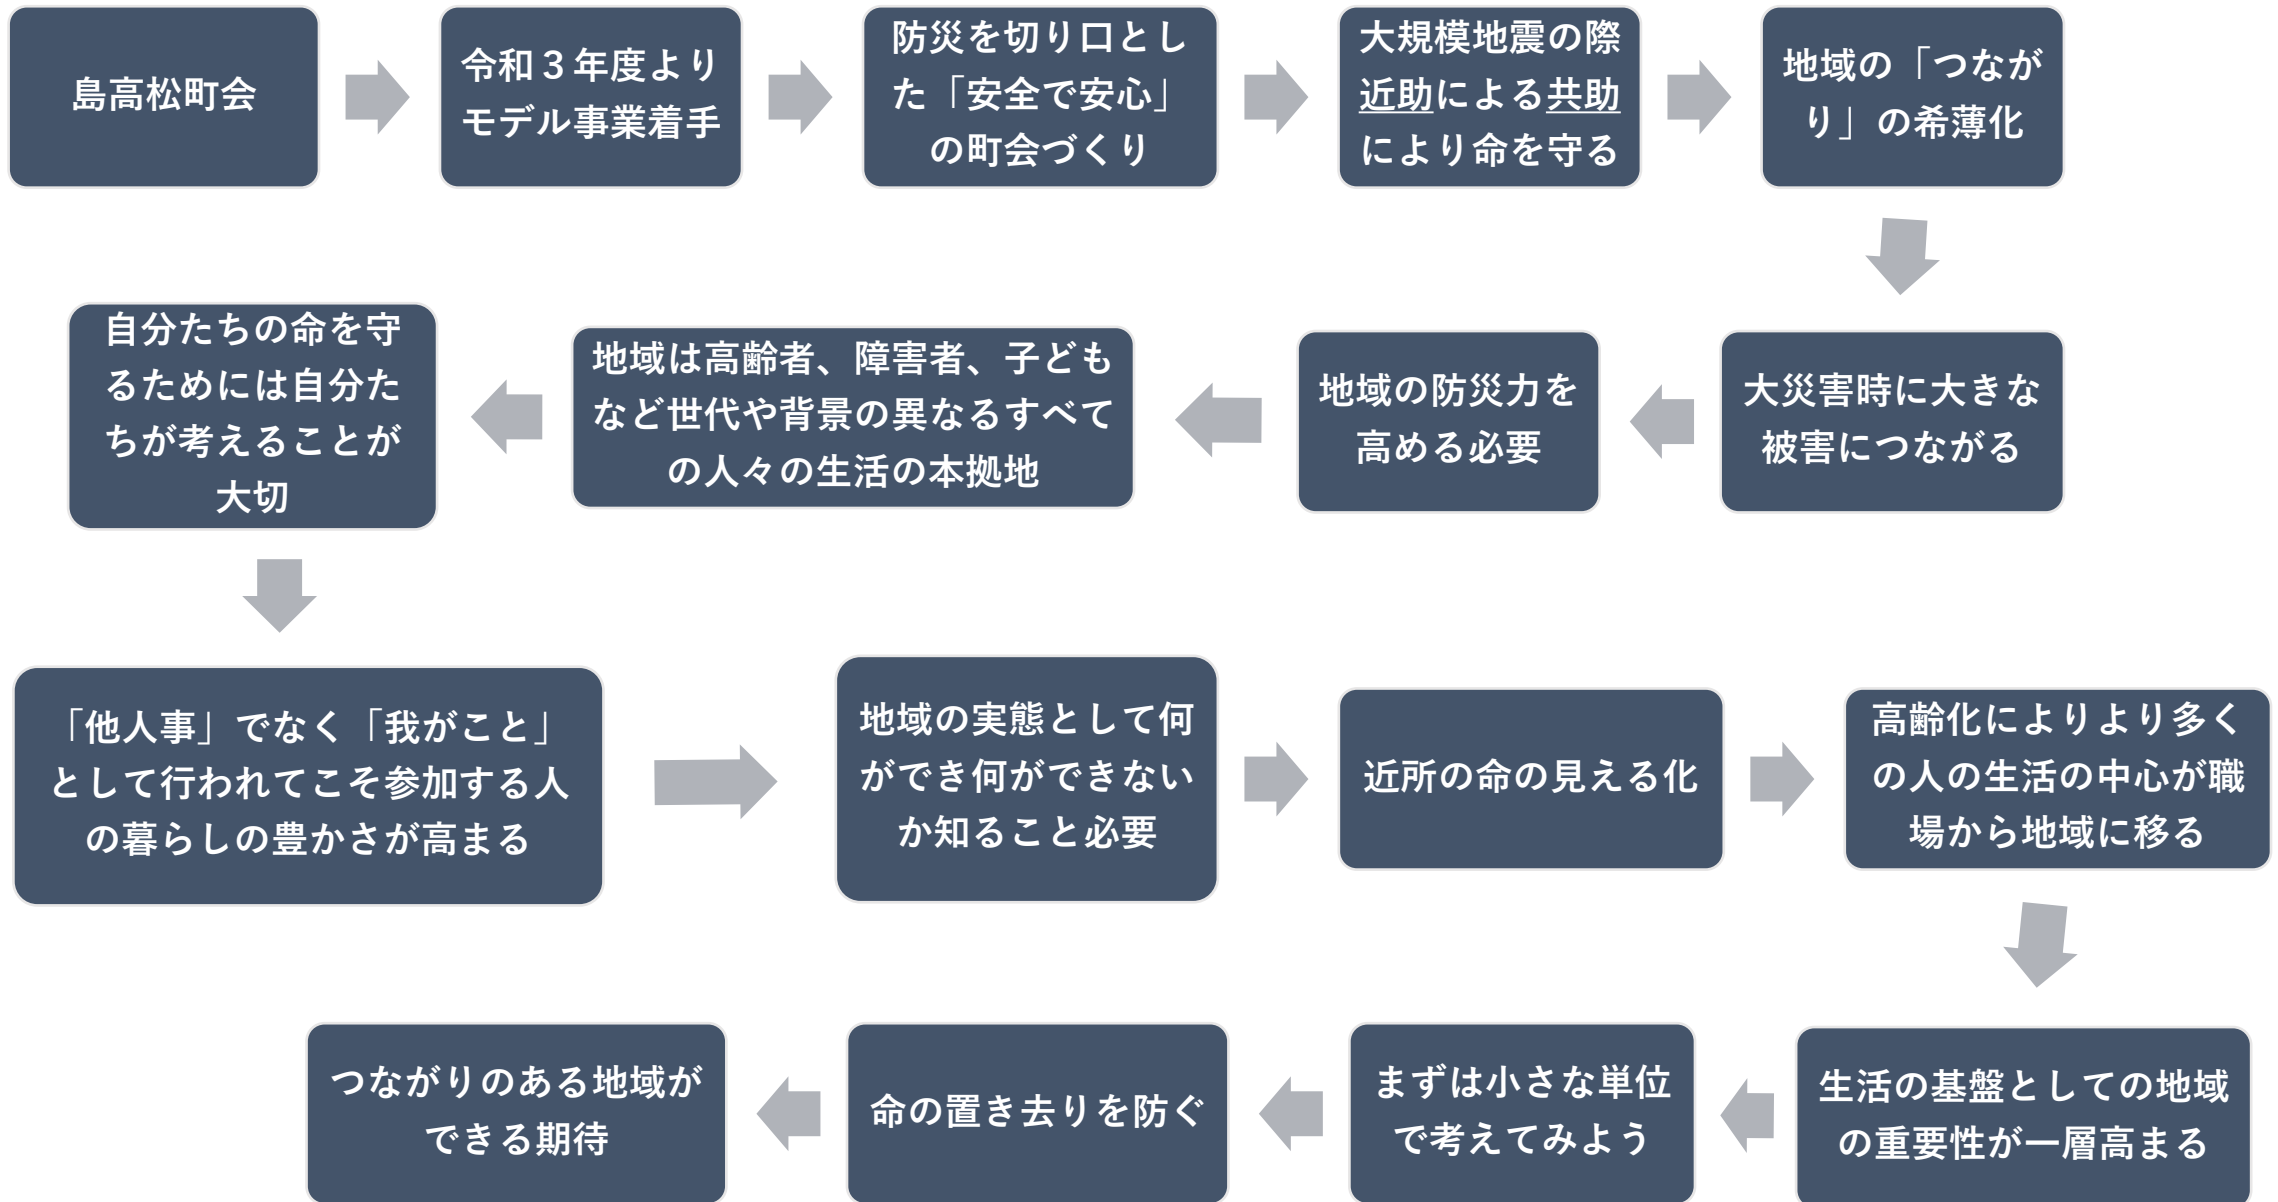 島高松町会
令和３年度より
モデル事業着手
防災を切り口とし
た「安全で安心」
の町会づくり
大規模地震の際
近助による共助
により命を守る
地域の「つなが
り」の希薄化
大災害時に大きな
被害につながる
地域の防災力を
高める必要
地域は高齢者、障害者、子ども
など世代や背景の異なるすべて
の人々の生活の本拠地
自分たちの命を守
るためには自分た
ちが考えることが
大切
「他人事」でなく「我がこと」
として行われてこそ参加する人
の暮らしの豊かさが高まる
地域の実態として何
ができ何ができない
か知ること必要
近所の命の見える化
高齢化によりより多く
の人の生活の中心が職
場から地域に移る
生活の基盤としての地域
の重要性が一層高まる
まずは小さな単位
で考えてみよう
命の置き去りを防ぐ
つながりのある地域が
できる期待